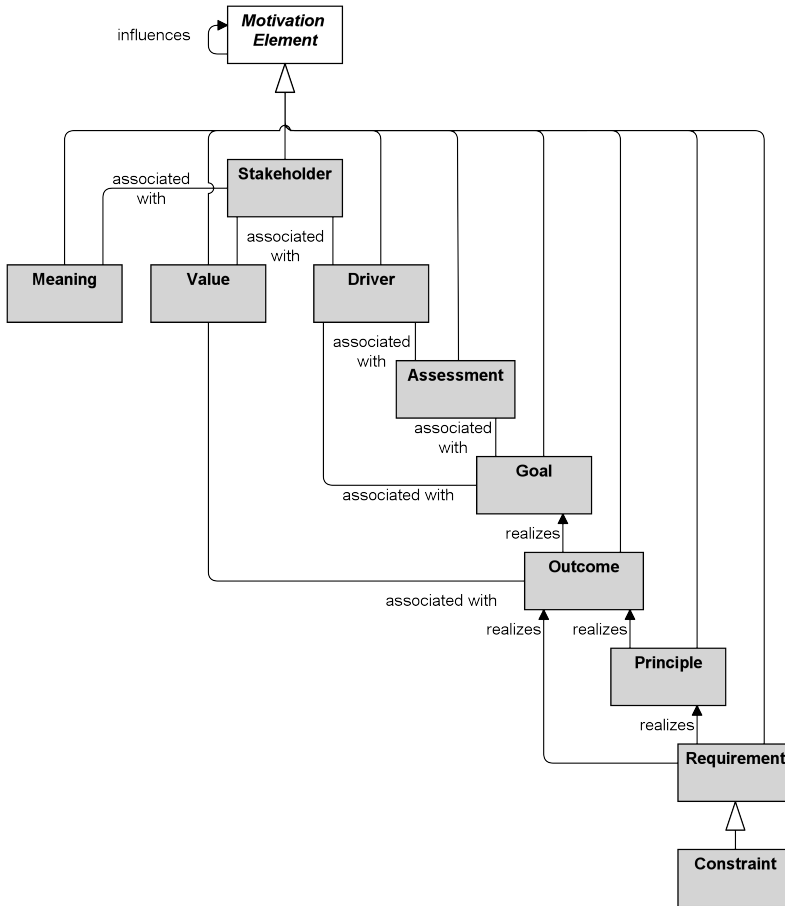 Motivation
Element
influences
Stakeholder
associated
with
associated
with
Meaning
Value
Driver
associated
with
Assessment
associated
with
Goal
associated with
realizes
Outcome
associated with
realizes
realizes
Principle
realizes
Requirement
Constraint